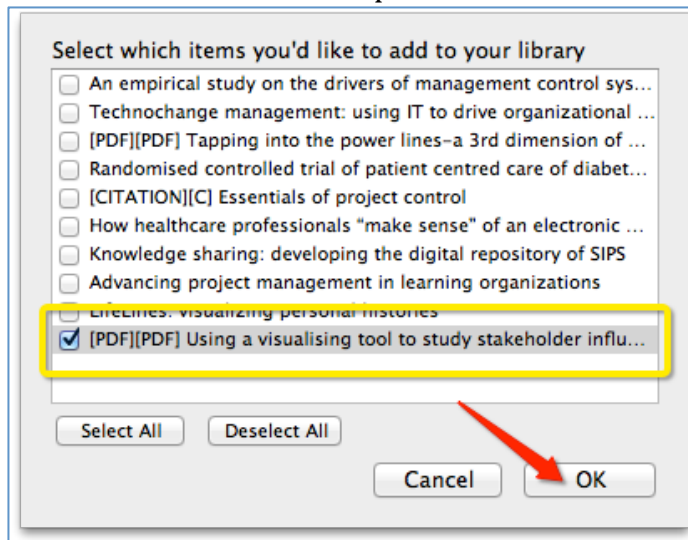 Select which items you'd like to add to your library
An empirical study on the drivers of management control sys...
Technochange management: using IT to drive organizational ...
[PDF][PDF] Tapping into the power lines–a 3rd dimension of ...
Randomised controlled trial of patient centred care of diabet...
[CITATION][C] Essentials of project control
How healthcare professionals “make sense” of an electronic ...
Knowledge sharing: developing the digital repository of SIPS
Advancing project management in learning organizations
LifeLines: visualizing personal histories
[PDF][PDF] Using a visualising tool to study stakeholder influ...
Select All Deselect All
Cancel OK